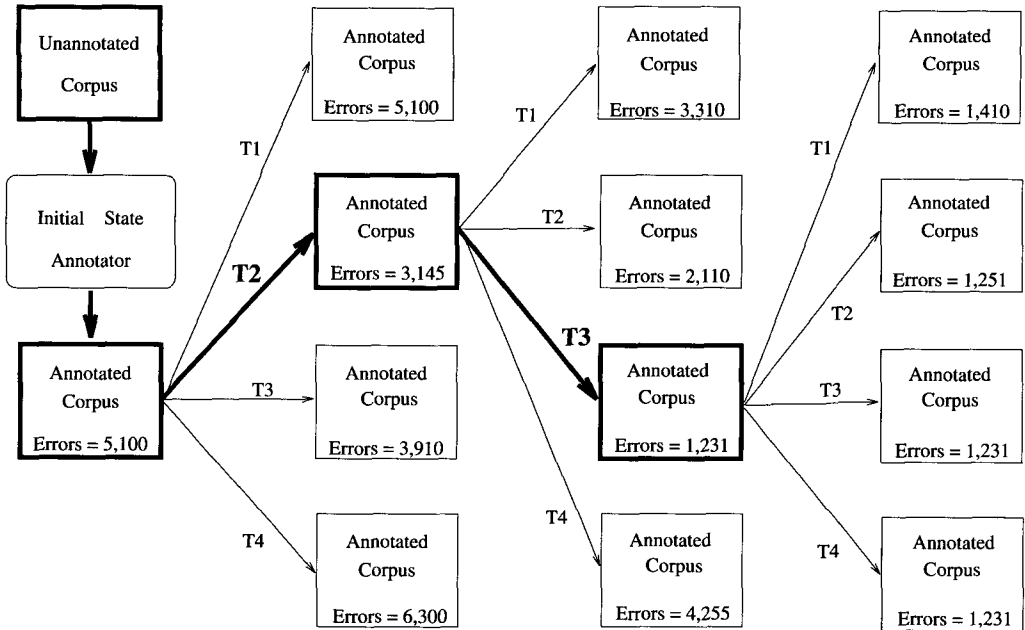 Unannotated
Corpus
Initial State
Annotator
Annotated
Corpus
Errors = 5,100
T1
T2
T3
T4
Annotated
Corpus
Errors = 5,100
Annotated
Corpus
Errors = 3,145
Annotated
Corpus
Errors = 3,910
Annotated
Corpus
Errors = 6,300
T1
T2
T3
T4
Annotated
Corpus
Errors = 3,310
Annotated
Corpus
Errors = 2,110
Annotated
Corpus
Errors = 1,231
Annotated
Corpus
Errors = 4,255
T1
T2
T3
T4
Annotated
Corpus
Errors = 1,410
Annotated
Corpus
Errors = 1,251
Annotated
Corpus
Errors = 1,231
Annotated
Corpus
Errors = 1,231